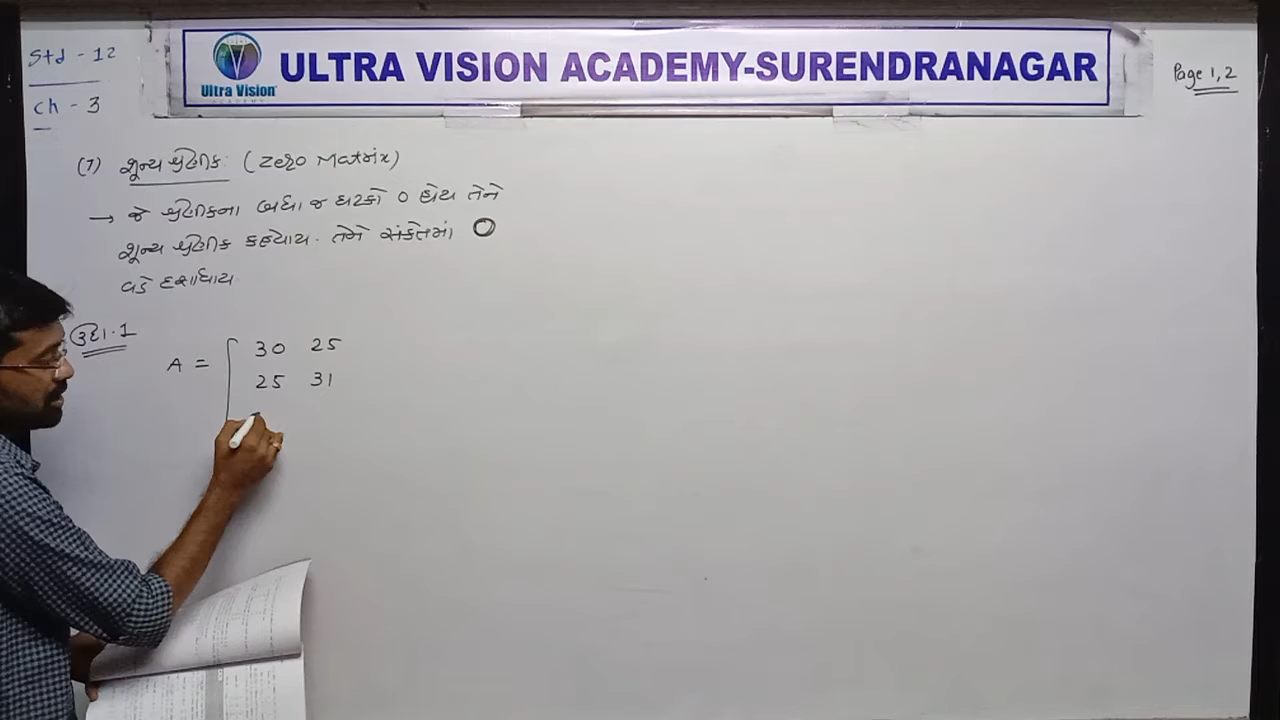 Std - 12
ch - 3
Ultra Vision
ACADEMY
ULTRA VISION ACADEMY-SURENDRANAGAR
Page 1, 2
(7) શૂન્ય શ્રેણીક : (Zero Matrix)
→ જે શ્રેણીકના બધા જ ઘટકો 0 હોય તેને
શૂન્ય શ્રેણીક કહેવાય. તેને સંકેતમાં O
વડે દર્શાવાય
ઉદા.1
A = [ 30 25
25 31